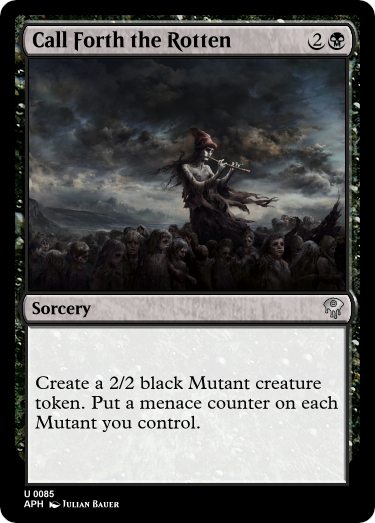 Call Forth the Rotten 2
Sorcery
Create a 2/2 black Mutant creature
token. Put a menace counter on each
Mutant you control.
U 0085
APH Julian Bauer